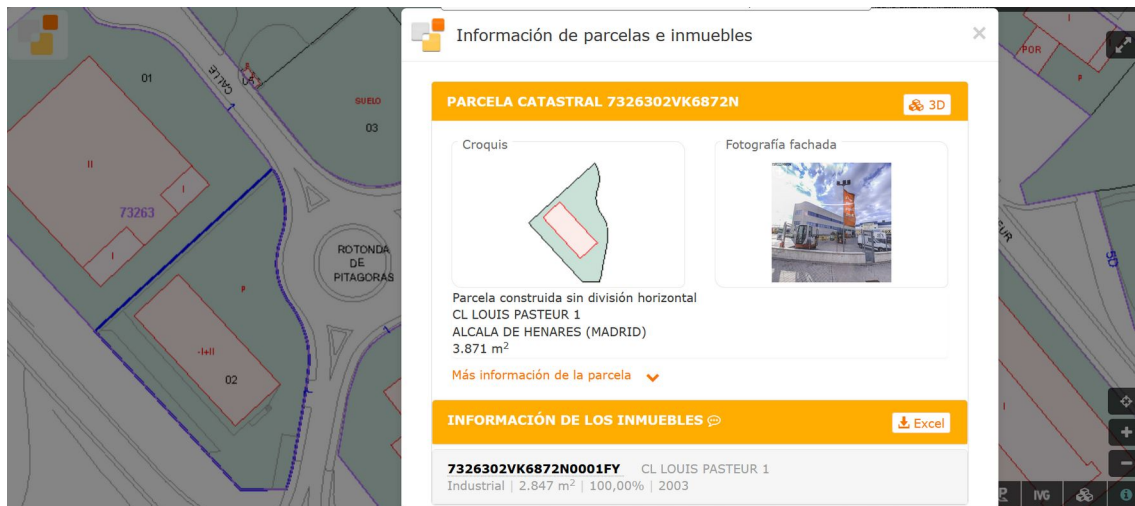 Información de parcelas e inmuebles
×
PARCELA CATASTRAL 7326302VK6872N
3D
Croquis
Fotografía fachada
Parcela construida sin división horizontal
CL LOUIS PASTEUR 1
ALCALA DE HENARES (MADRID)
3.871 m²
Más información de la parcela
INFORMACIÓN DE LOS INMUEBLES
Excel
7326302VK6872N0001FY CL LOUIS PASTEUR 1
Industrial | 2.847 m² | 100,00% | 2003
01
CALLE
SUELO
03
II
I
73263
I
ROTONDA
DE
PITAGORAS
P
-I+II
02
1
I
POR
P
SD
I
IVG